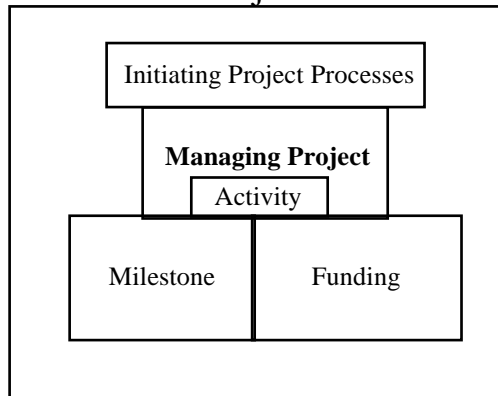 Initiating Project Processes
Managing Project
Activity
Milestone
Funding